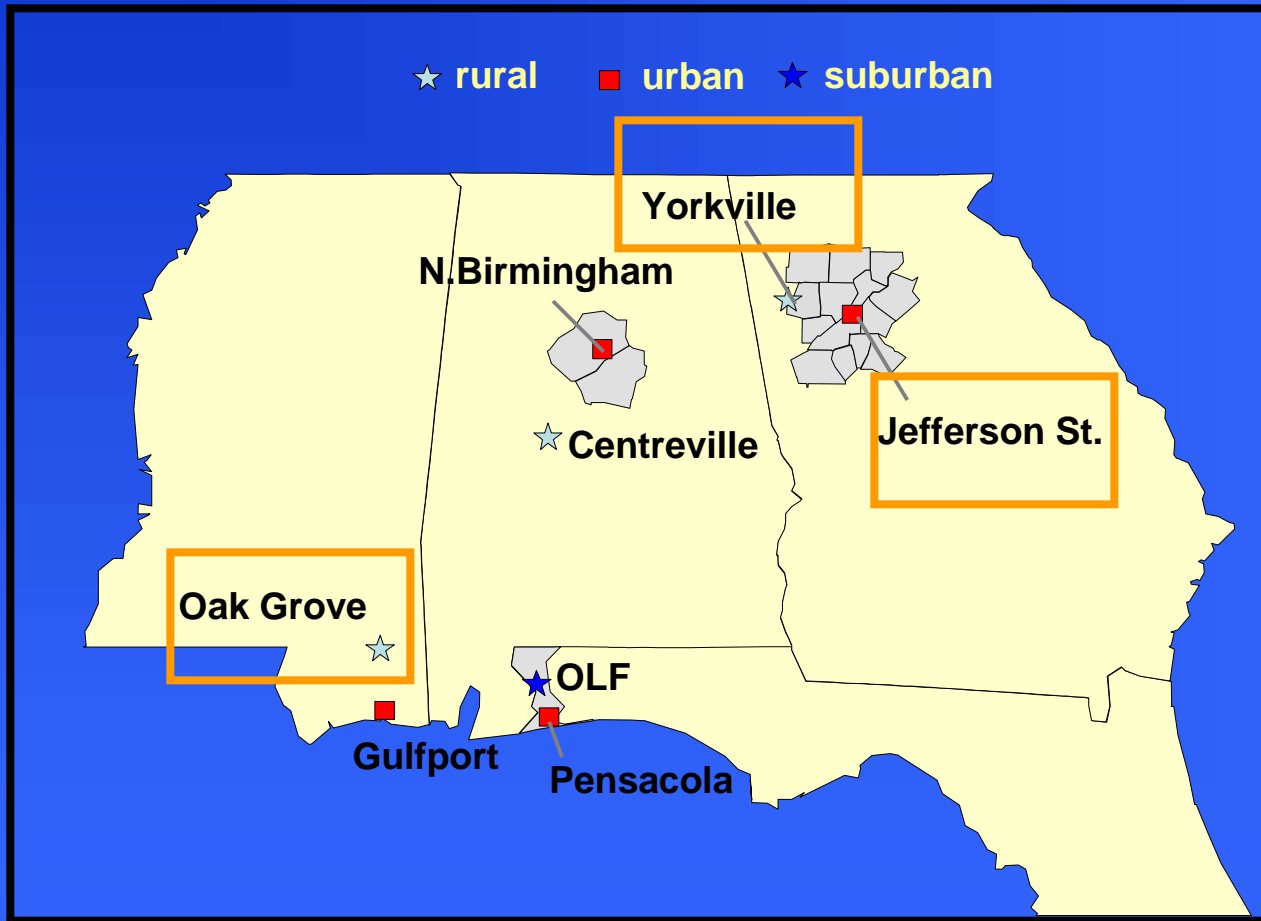 rural urban suburban
Yorkville
N.Birmingham
Jefferson St.
Centreville
Oak Grove
OLF
Gulfport
Pensacola